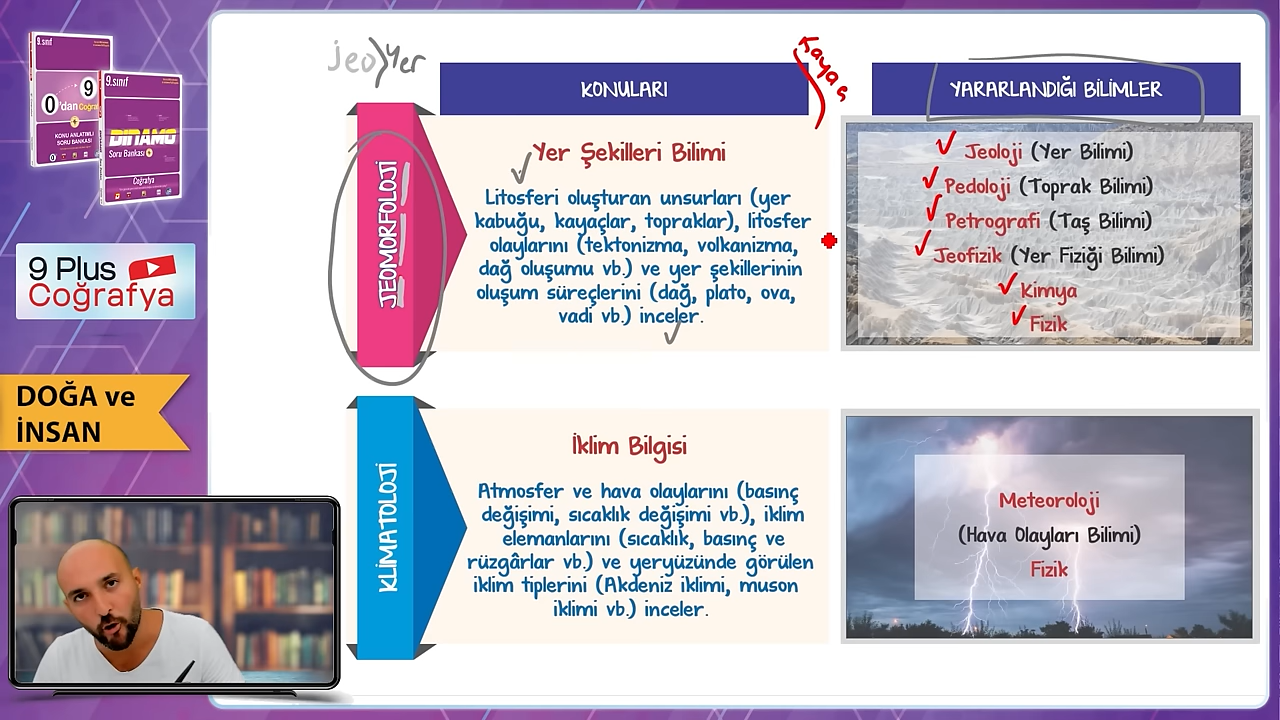 9.sınıf
0'dan
9
KONU ANLATIMLI
SORU BANKASI
9.sınıf
DİNAMO
Soru Bankası
Coğrafya
9 Plus
Coğrafya
DOĞA ve
İNSAN
jeo Yer
Kayaç
KONULARI
YARARLANDIĞI BİLİMLER
JEOMORFOLOJİ
Yer Şekilleri Bilimi
Litosferi oluşturan unsurları (yer
kabuğu, kayaçlar, topraklar), litosfer
olaylarını (tektonizma, volkanizma,
dağ oluşumu vb.) ve yer şekillerinin
oluşum süreçlerini (dağ, plato, ova,
vadi vb.) inceler.
Jeoloji (Yer Bilimi)
Pedoloji (Toprak Bilimi)
Petrografi (Taş Bilimi)
Jeofizik (Yer Fiziği Bilimi)
Kimya
Fizik
KLİMATOLOJİ
İklim Bilgisi
Atmosfer ve hava olaylarını (basınç
değişimi, sıcaklık değişimi vb.), iklim
elemanlarını (sıcaklık, basınç ve
rüzgârlar vb.) ve yeryüzünde görülen
iklim tiplerini (Akdeniz iklimi, muson
iklimi vb.) inceler.
Meteoroloji
(Hava Olayları Bilimi)
Fizik